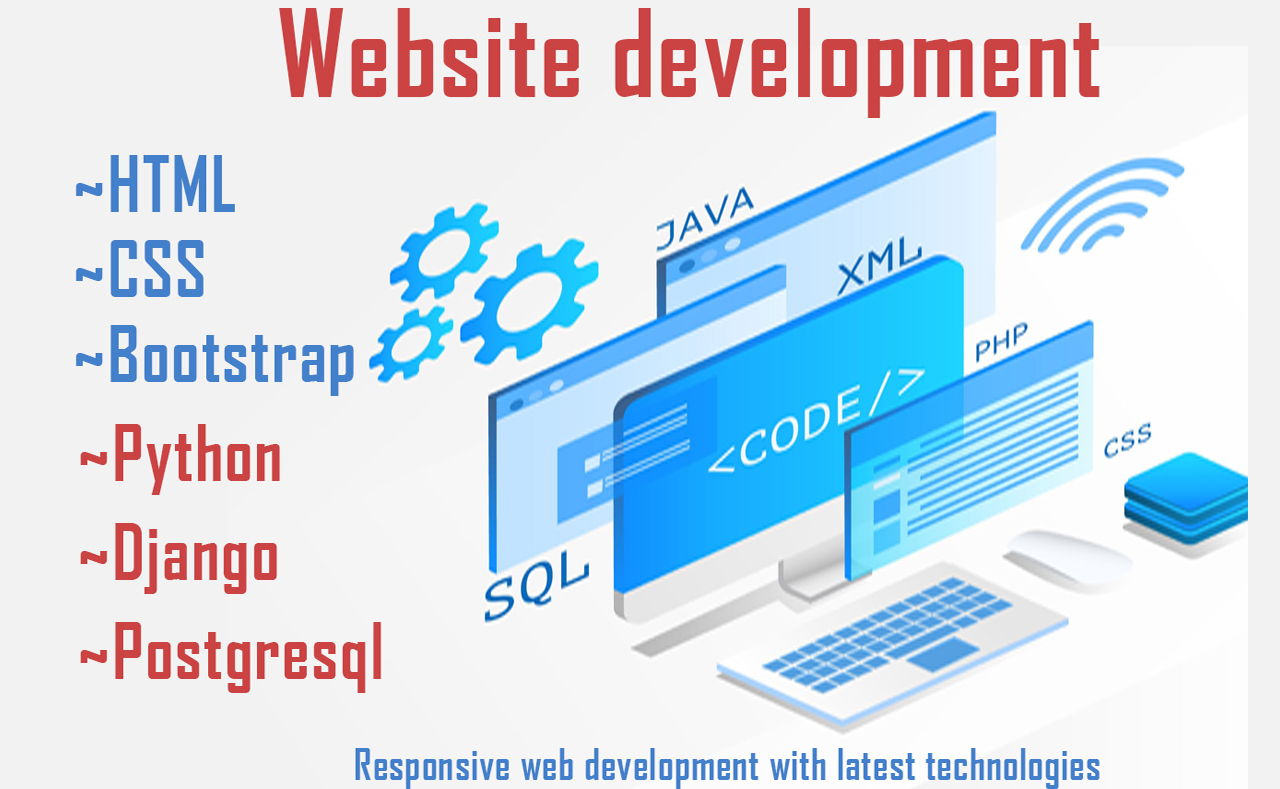 Website development
~HTML
~CSS
~Bootstrap
~Python
~Django
~Postgresql
JAVA
XML
<CODE/>
PHP
CSS
SQL
Responsive web development with latest technologies